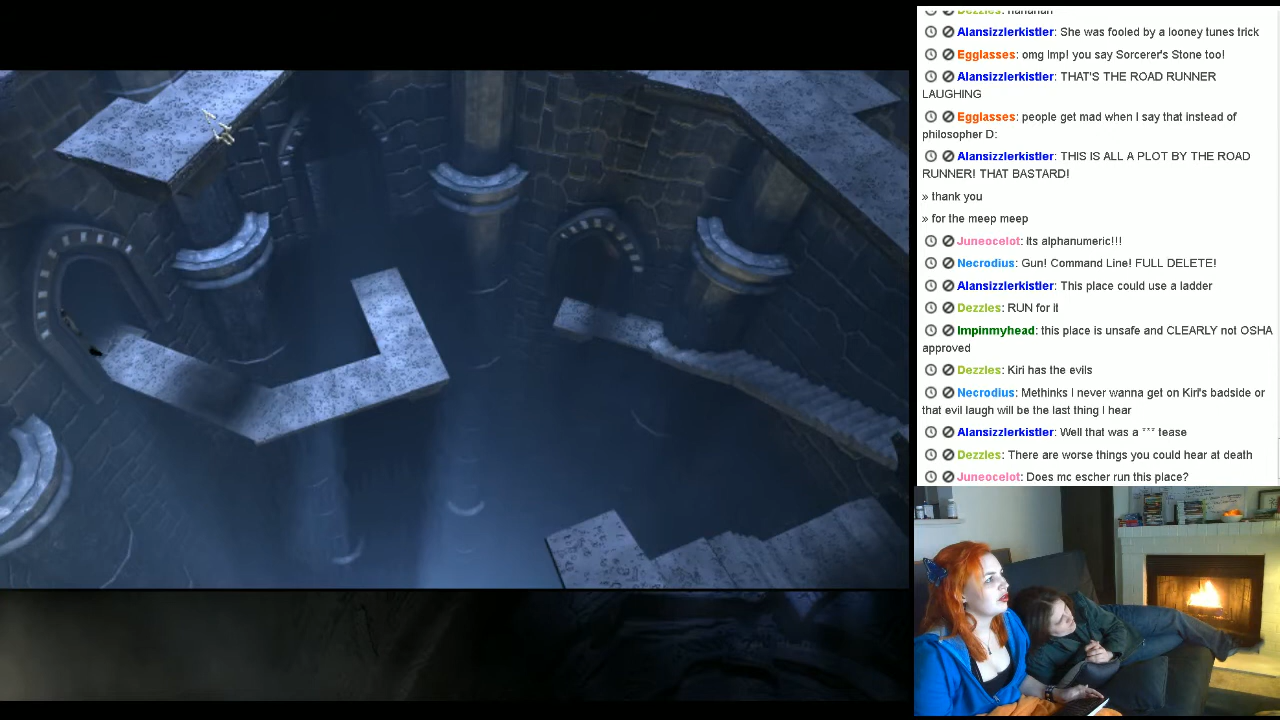 Dezzles: hahahah
Alansizzlerkistler: She was fooled by a looney tunes trick
Egglasses: omg Imp! you say Sorcerer's Stone too!
Alansizzlerkistler: THAT'S THE ROAD RUNNER
LAUGHING
Egglasses: people get mad when I say that instead of
philosopher D:
Alansizzlerkistler: THIS IS ALL A PLOT BY THE ROAD
RUNNER! THAT BASTARD!
» thank you
» for the meep meep
Juneocelot: Its alphanumeric!!!
Necrodius: Gun! Command Line! FULL DELETE!
Alansizzlerkistler: This place could use a ladder
Dezzles: RUN for it
Impinmyhead: this place is unsafe and CLEARLY not OSHA
approved
Dezzles: Kiri has the evils
Necrodius: Methinks I never wanna get on Kiri's badside or
that evil laugh will be the last thing I hear
Alansizzlerkistler: Well that was a *** tease
Dezzles: There are worse things you could hear at death
Juneocelot: Does mc escher run this place?